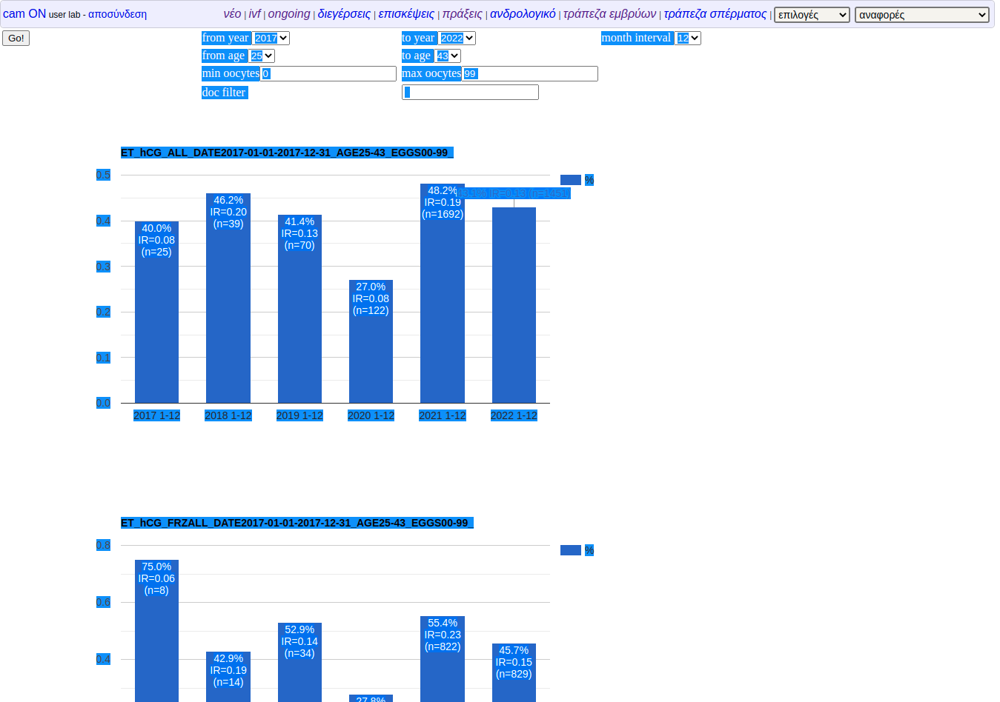 cam ON user lab - αποσύνδεση νέο | ivf | ongoing | διεγέρσεις | επισκέψεις | πράξεις | ανδρολογικό | τράπεζα εμβρύων | τράπεζα σπέρματος | επιλογές αναφορές
Go! from year 2017 to year 2022 month interval 12
from age 25 to age 43
min oocytes 0 max oocytes 99
doc filter
ET_hCG_ALL_DATE2017-01-01-2017-12-31_AGE25-43_EGGS00-99_
0.5
0.4
0.3
0.2
0.1
0.0
%
40.0%
IR=0.08
(n=25)
46.2%
IR=0.20
(n=39)
41.4%
IR=0.13
(n=70)
27.0%
IR=0.08
(n=122)
48.2%
IR=0.19
(n=1692)
43.1% IR=0.13 (n=1451)
2017 1-12 2018 1-12 2019 1-12 2020 1-12 2021 1-12 2022 1-12
ET_hCG_FRZALL_DATE2017-01-01-2017-12-31_AGE25-43_EGGS00-99_
0.8
0.6
0.4
%
75.0%
IR=0.06
(n=8)
42.9%
IR=0.19
(n=14)
52.9%
IR=0.14
(n=34)
27.8%
55.4%
IR=0.23
(n=822)
45.7%
IR=0.15
(n=829)